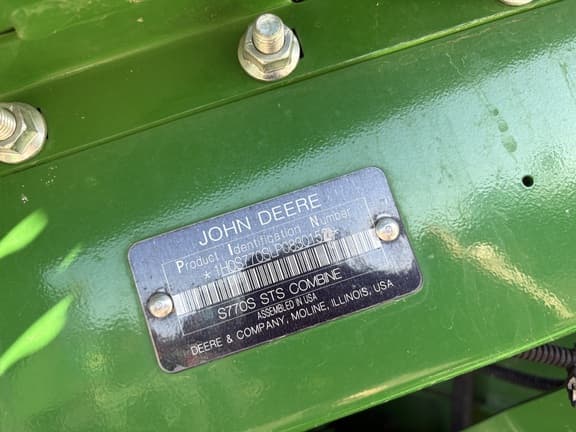 JOHN DEERE
Product Identification Number
S770S STS COMBINE
ASSEMBLED IN USA
DEERE & COMPANY, MOLINE, ILLINOIS, USA